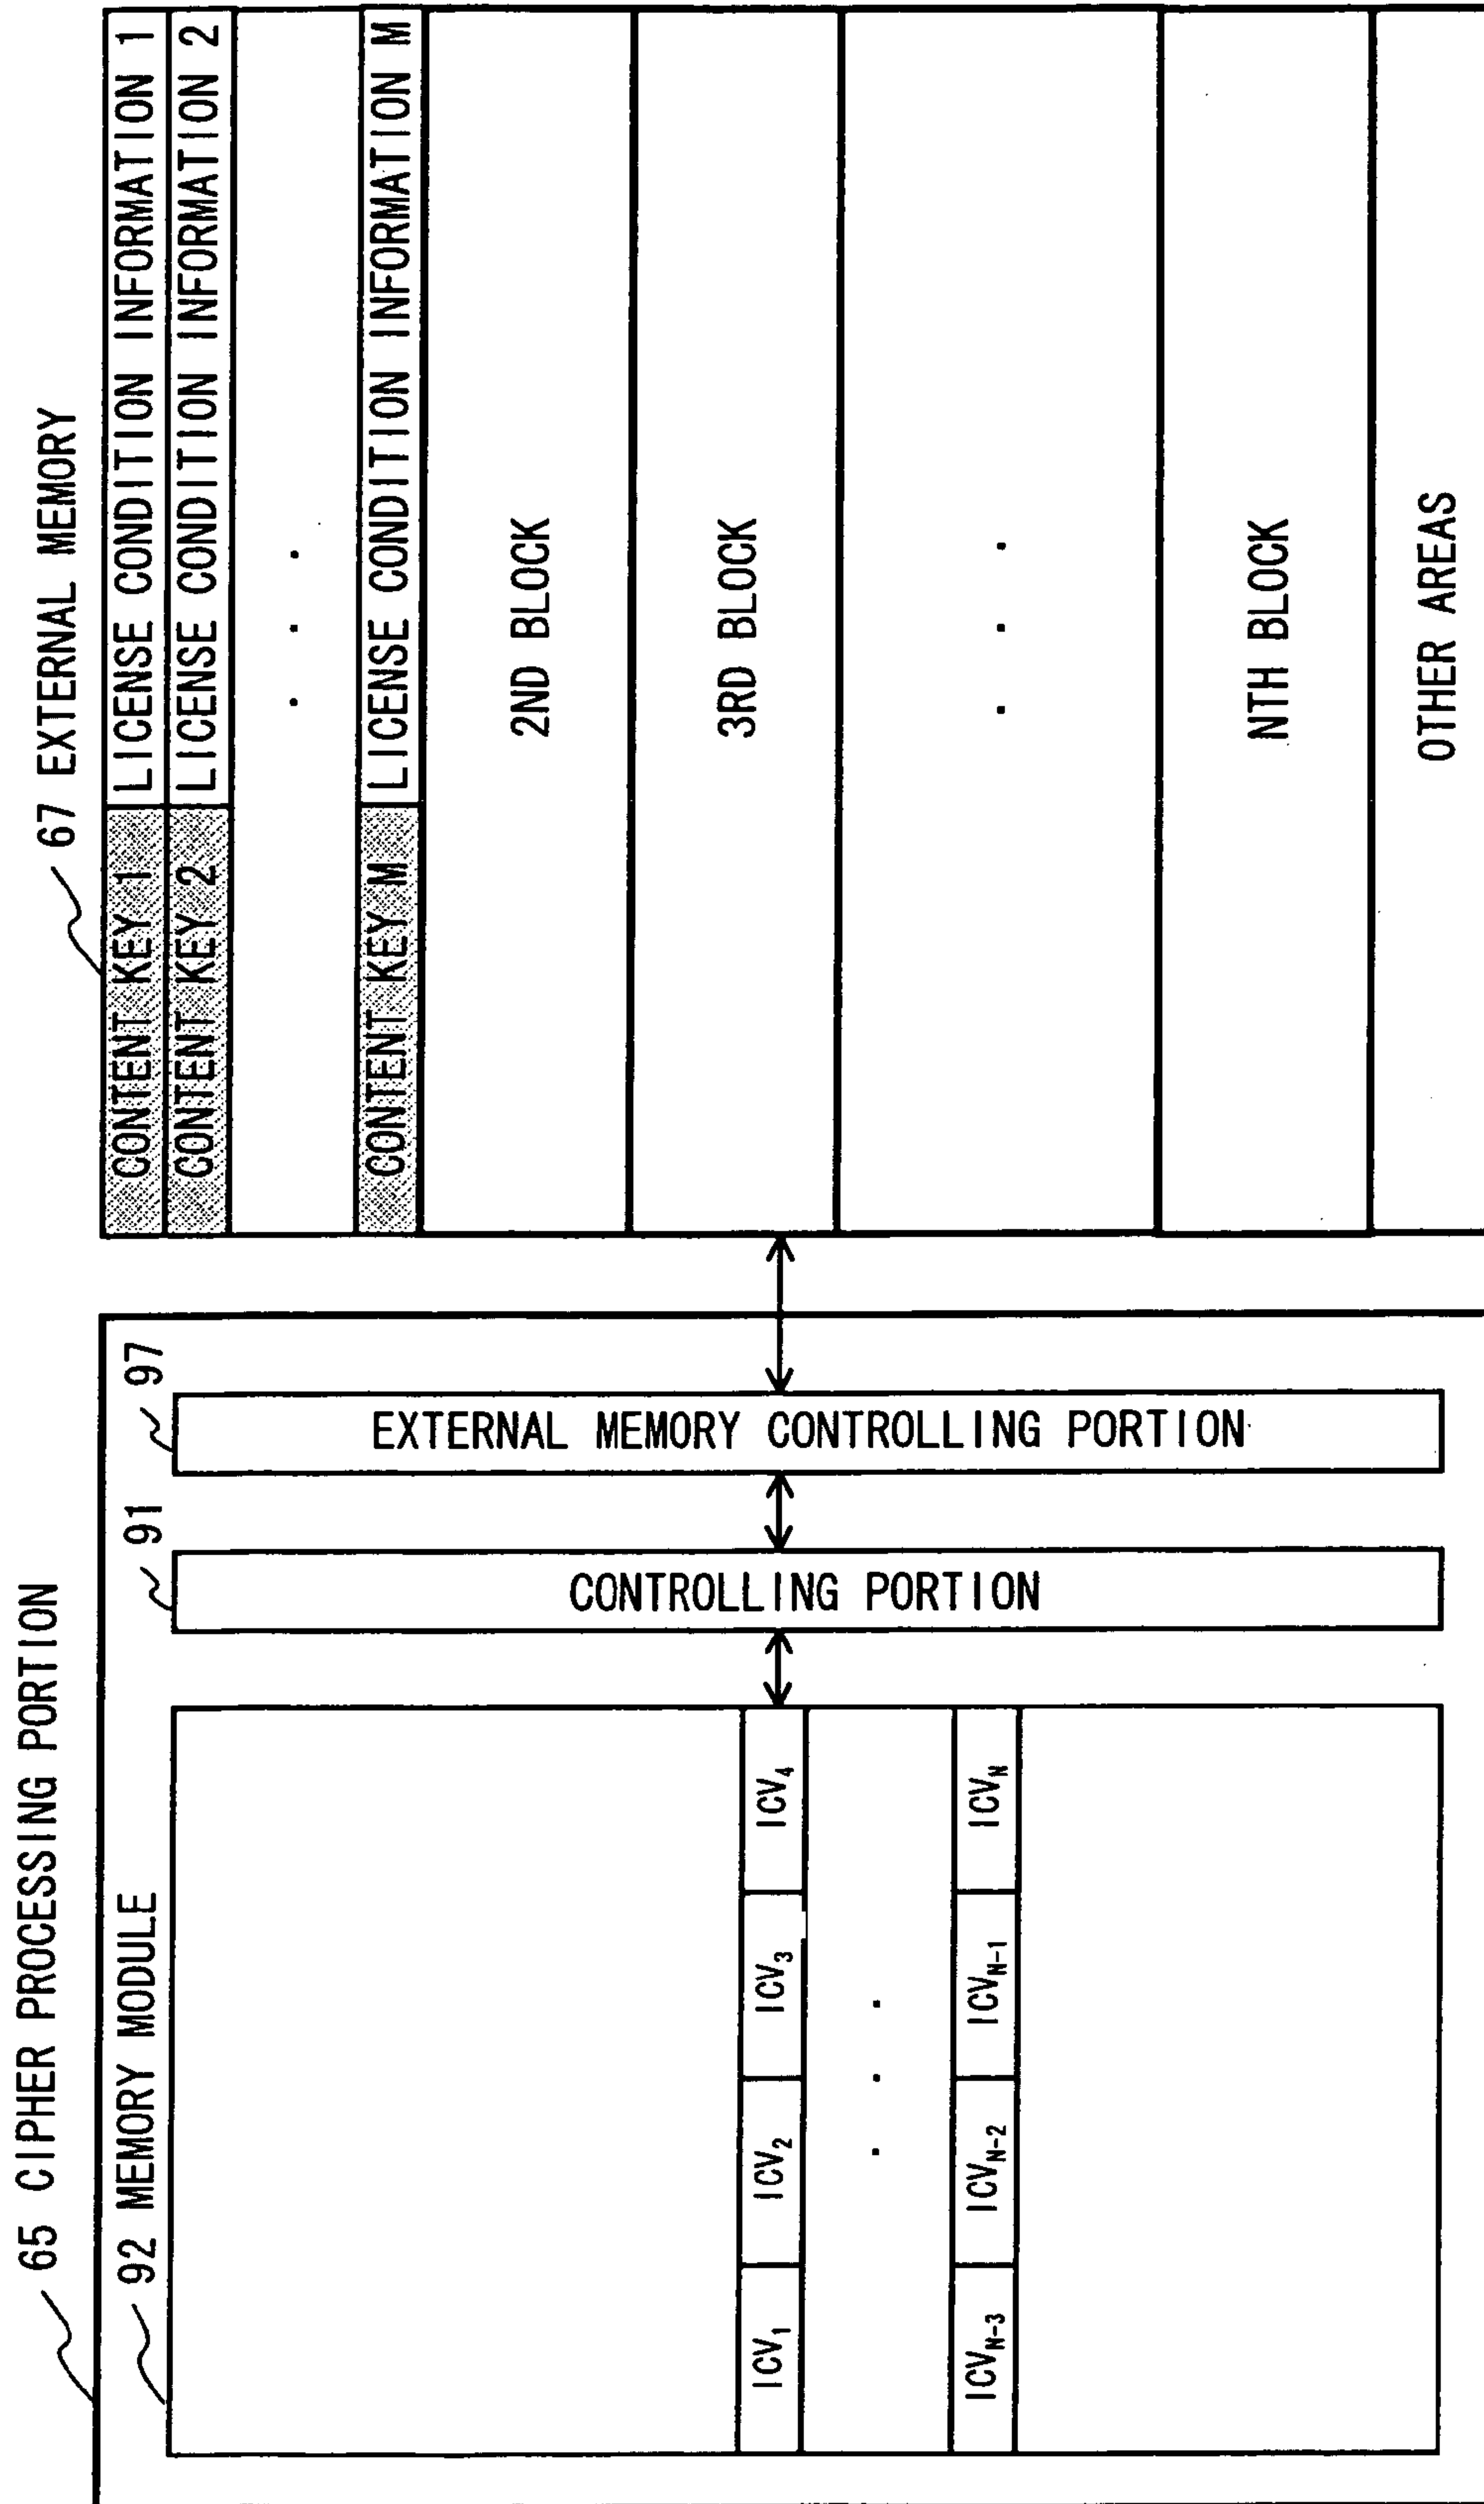 65 CIPHER PROCESSING PORTION
92 MEMORY MODULE
ICV1 ICV2 ICV3 ICV4
. . .
ICVN-3 ICVN-2 ICVN-1 ICVN
91
CONTROLLING PORTION
97
EXTERNAL MEMORY CONTROLLING PORTION
67 EXTERNAL MEMORY
CONTENT KEY 1 LICENSE CONDITION INFORMATION 1
CONTENT KEY 2 LICENSE CONDITION INFORMATION 2
. . .
CONTENT KEY M LICENSE CONDITION INFORMATION M
2ND BLOCK
3RD BLOCK
. . .
NTH BLOCK
OTHER AREAS